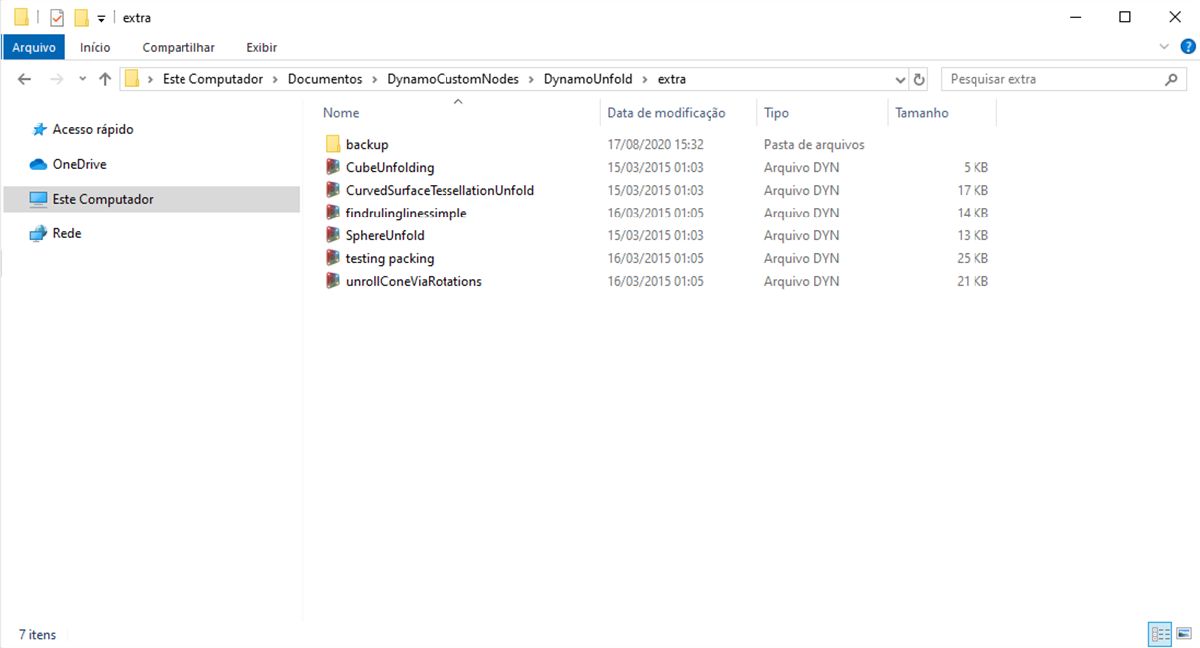 extra
Arquivo Início Compartilhar Exibir
Este Computador Documentos DynamoCustomNodes DynamoUnfold extra Pesquisar extra
Nome Data de modificação Tipo Tamanho
Acesso rápido
OneDrive
Este Computador
Rede
backup 17/08/2020 15:32 Pasta de arquivos
CubeUnfolding 15/03/2015 01:03 Arquivo DYN 5 KB
CurvedSurfaceTessellationUnfold 15/03/2015 01:03 Arquivo DYN 17 KB
findrulinglinessimple 16/03/2015 01:05 Arquivo DYN 14 KB
SphereUnfold 15/03/2015 01:03 Arquivo DYN 13 KB
testing packing 16/03/2015 01:05 Arquivo DYN 25 KB
unrollConeViaRotations 16/03/2015 01:05 Arquivo DYN 21 KB
7 itens